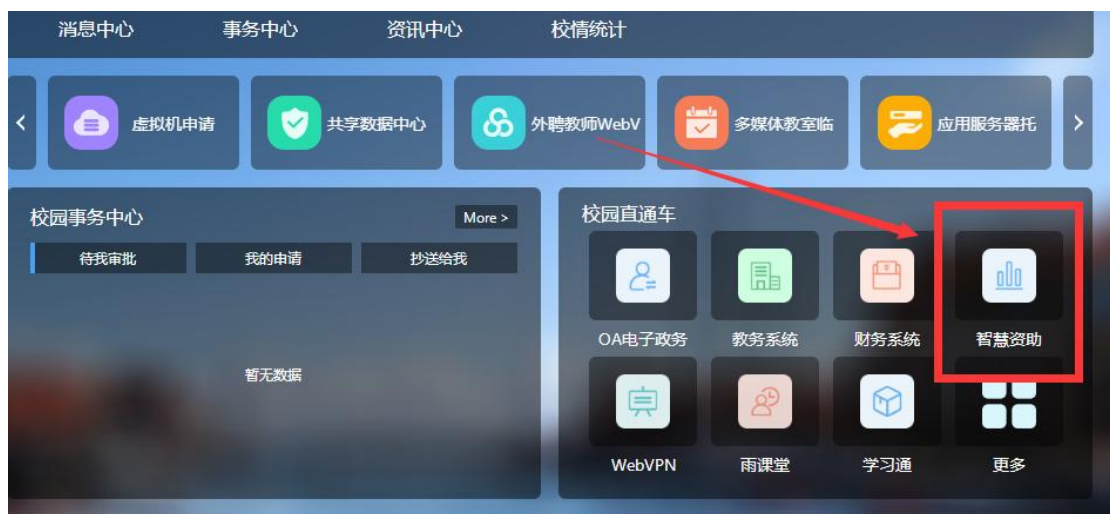 消息中心 事务中心 资讯中心 校情统计
虚拟机申请 共享数据中心 外聘教师WebV 多媒体教室临 应用服务器托
校园事务中心 More >
待我审批 我的申请 抄送给我
暂无数据
校园直通车
OA电子政务 教务系统 财务系统 智慧资助
WebVPN 雨课堂 学习通 更多